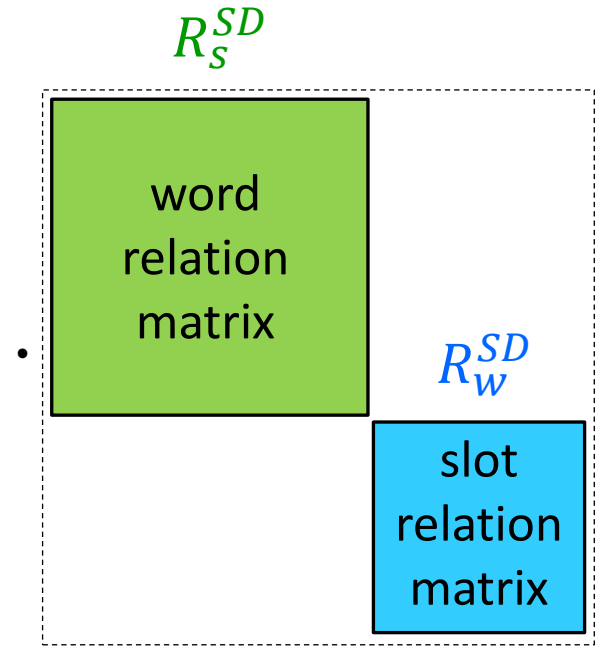 $R_s^{SD}$
word
relation
matrix
$R_w^{SD}$
slot
relation
matrix